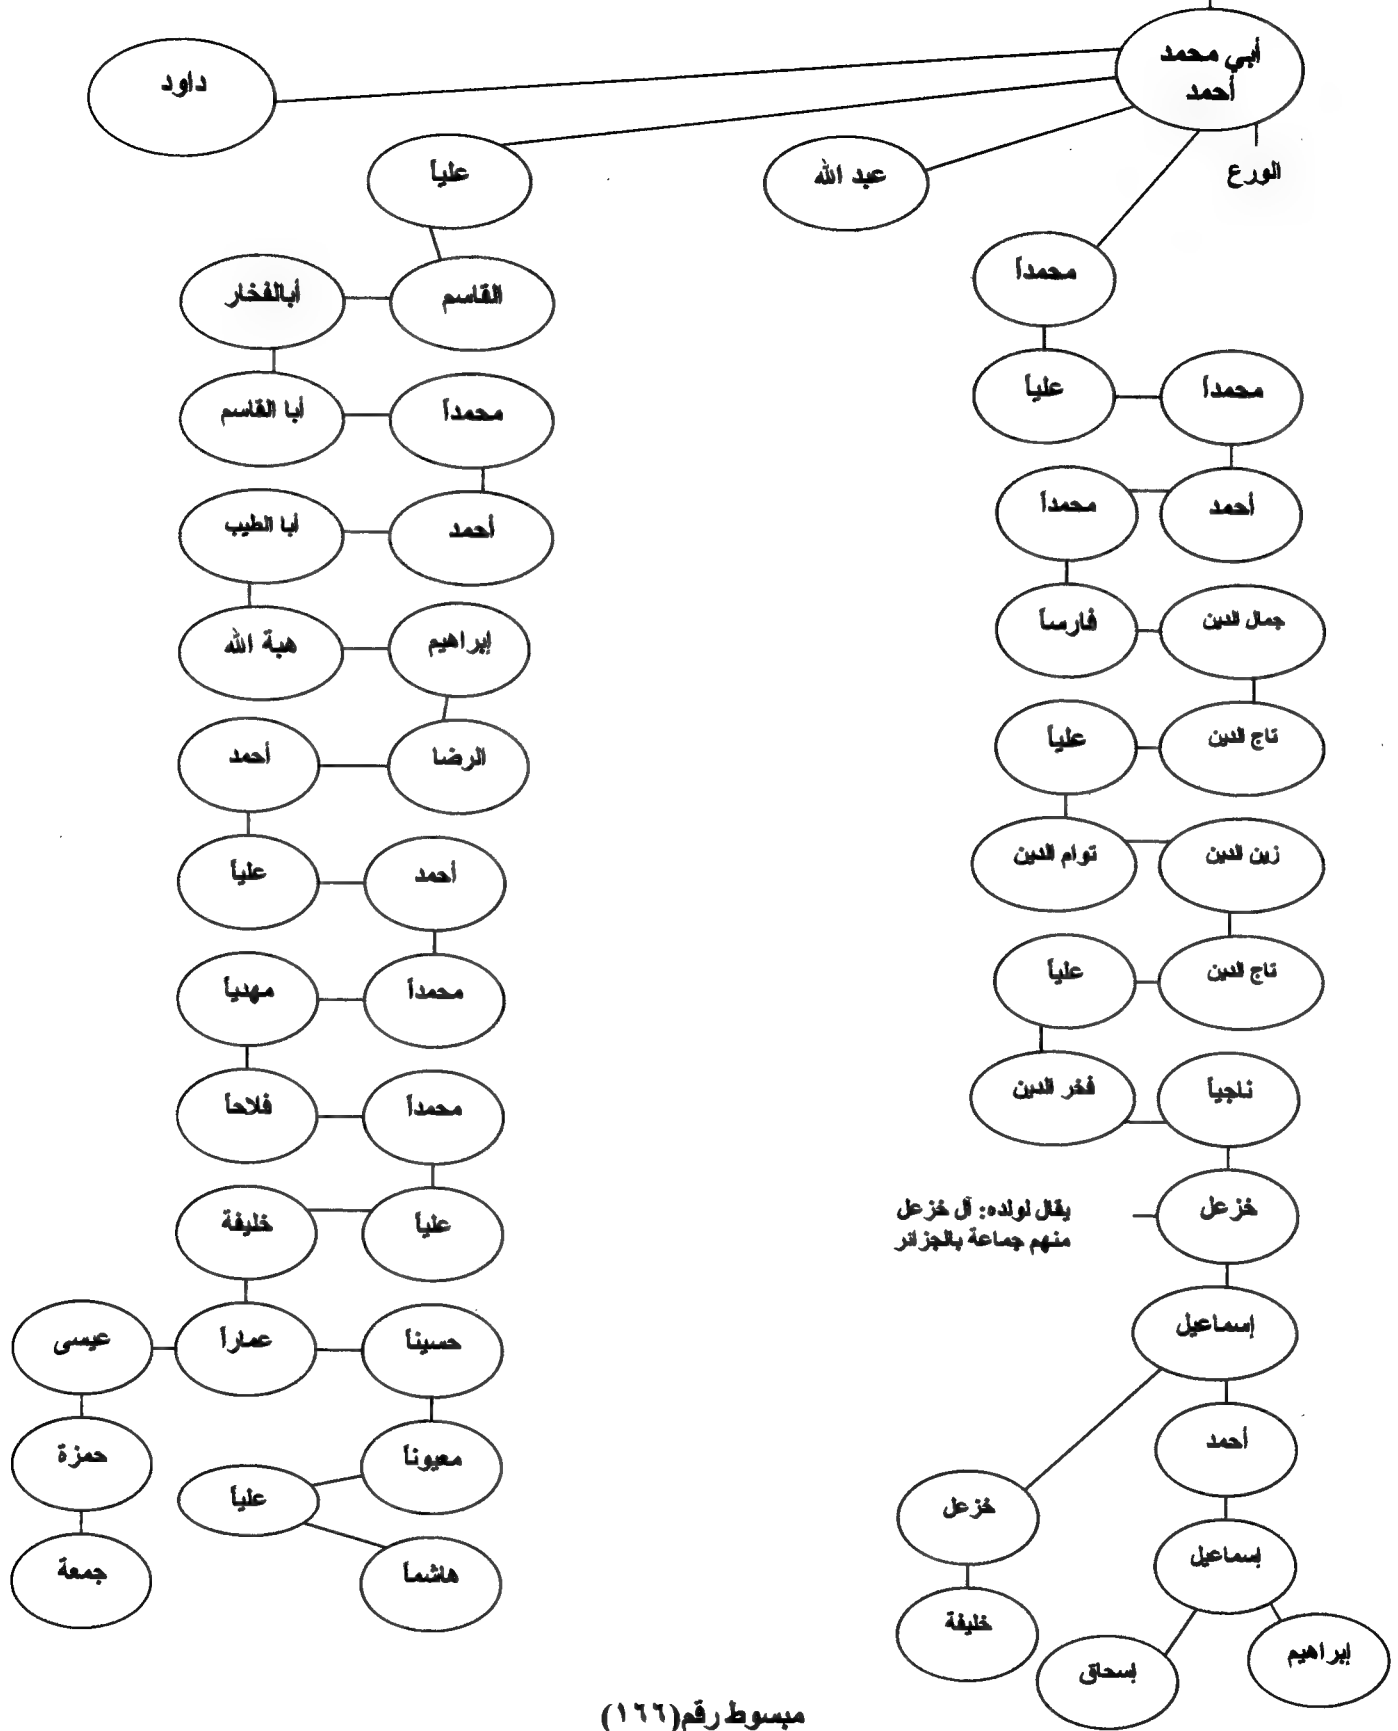 أبي محمد
أحمد
الورع
داود
علياً
عبد الله
محمداً
القاسم
أبالفخار
علياً
محمداً
أبا القاسم
محمداً
أحمد
محمداً
أحمد
أبا الطيب
فارساً
جمال الدين
هبة الله
إبراهيم
تاج الدين
علياً
الرضا
أحمد
توام الدين
زين الدين
علياً
أحمد
تاج الدين
علياً
مهدياً
محمداً
فخر الدين
ناجياً
فلاحاً
محمداً
خزعل
يقال لولده: آل خزعل
منهم جماعة بالجزائر
علياً
خليفة
إسماعيل
حسيناً
عماراً
عيسى
أحمد
خزعل
معيوناً
علياً
هاشماً
حمزة
جمعة
إسماعيل
خليفة
إبراهيم
إسحاق
مبسوط رقم(١٦٦)